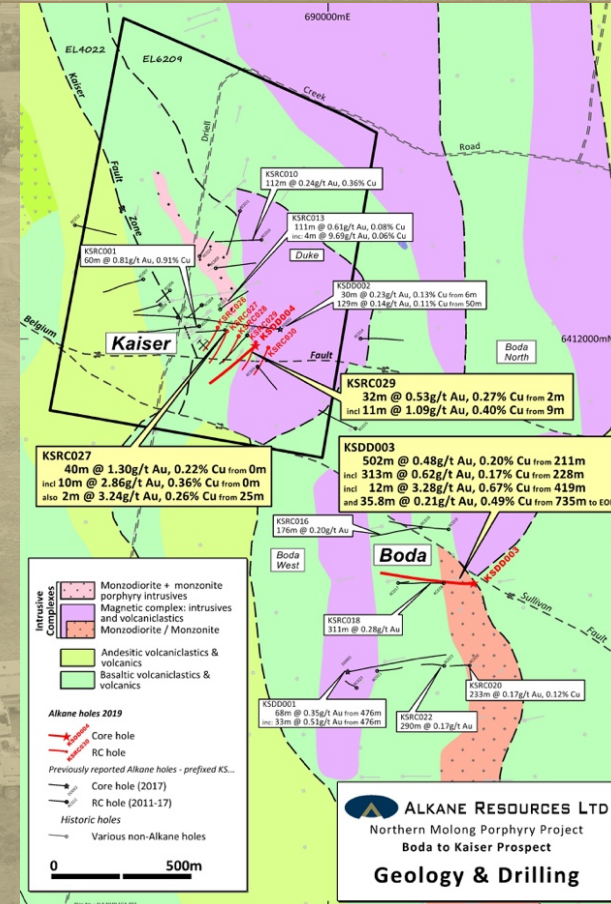 690000mE
EL4022
EL6209
Kaiser
Fault
Zone
Driell
Creek
Road
KSRC010
112m @ 0.24g/t Au, 0.36% Cu
KSRC013
111m @ 0.61g/t Au, 0.08% Cu
inc: 4m @ 9.69g/t Au, 0.06% Cu
Duke
KSRC001
60m @ 0.81g/t Au, 0.91% Cu
KSDD002
30m @ 0.23g/t Au, 0.13% Cu from 6m
129m @ 0.14g/t Au, 0.11% Cu from 50m
KSRC026
KSRC027
KSRC028
KSRC029
KSDD004
KSRC030
Belgium
Fault
Kaiser
6412000mN
Boda
North
KSRC029
32m @ 0.53g/t Au, 0.27% Cu from 2m
incl 11m @ 1.09g/t Au, 0.40% Cu from 9m
KSRC027
40m @ 1.30g/t Au, 0.22% Cu from 0m
incl 10m @ 2.86g/t Au, 0.36% Cu from 0m
also 2m @ 3.24g/t Au, 0.26% Cu from 25m
KSDD003
502m @ 0.48g/t Au, 0.20% Cu from 211m
incl 313m @ 0.62g/t Au, 0.17% Cu from 228m
incl 12m @ 3.28g/t Au, 0.67% Cu from 419m
and 35.8m @ 0.21g/t Au, 0.49% Cu from 735m to EOH
KSRC016
176m @ 0.20g/t Au
Boda
West
Boda
KSDD003
Sullivan
Fault
KSRC018
311m @ 0.28g/t Au
KSRC020
233m @ 0.17g/t Au, 0.12% Cu
KSDD001
68m @ 0.35g/t Au from 476m
inc: 33m @ 0.51g/t Au from 476m
KSRC022
290m @ 0.17g/t Au
Intrusive
Complexes
Monzodiorite + monzonite
porphyry intrusives
Magnetic complex: intrusives
and volcaniclastics
Monzodiorite / Monzonite
Andesitic volcaniclastics &
volcanics
Basaltic volcaniclastics &
volcanics
Alkane holes 2019
KSDD004
Core hole
KSRC030
RC hole
Previously reported Alkane holes - prefixed KS...
Core hole (2017)
RC hole (2011-17)
Historic holes
Various non-Alkane holes
0 500m
ALKANE RESOURCES LTD
Northern Molong Porphyry Project
Boda to Kaiser Prospect
Geology & Drilling